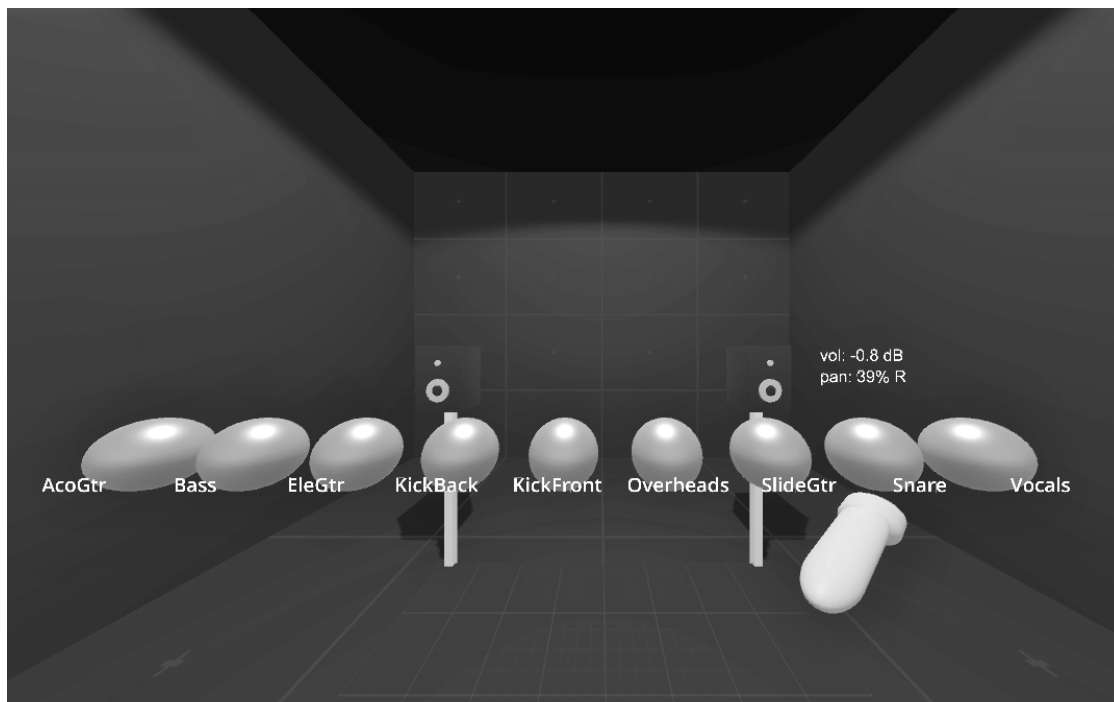 vol: -0.8 dB
pan: 39% R
AcoGtr Bass EleGtr KickBack KickFront Overheads SlideGtr Snare Vocals